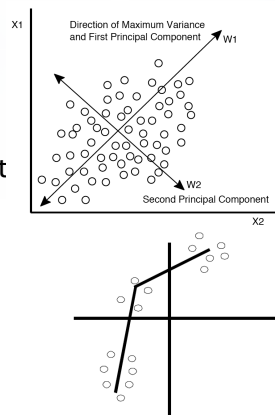 X1
Direction of Maximum Variance
and First Principal Component
W1
t
W2
Second Principal Component
X2